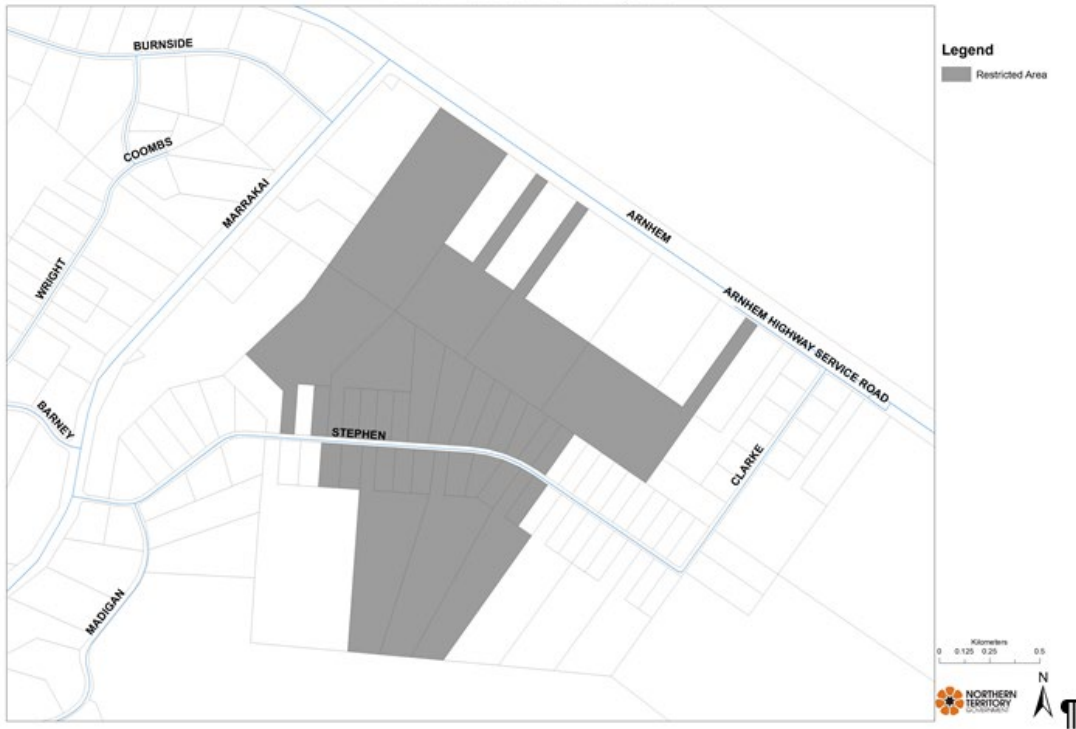 BURNSIDE
COOMBS
MARRAKAI
WRIGHT
BARNEY
STEPHEN
MADIGAN
ARNHEM
ARNHEM HIGHWAY SERVICE ROAD
CLARKE
Legend
Restricted Area
Kilometers
0 0.125 0.25 0.5
NORTHERN
TERRITORY
GOVERNMENT
N
¶